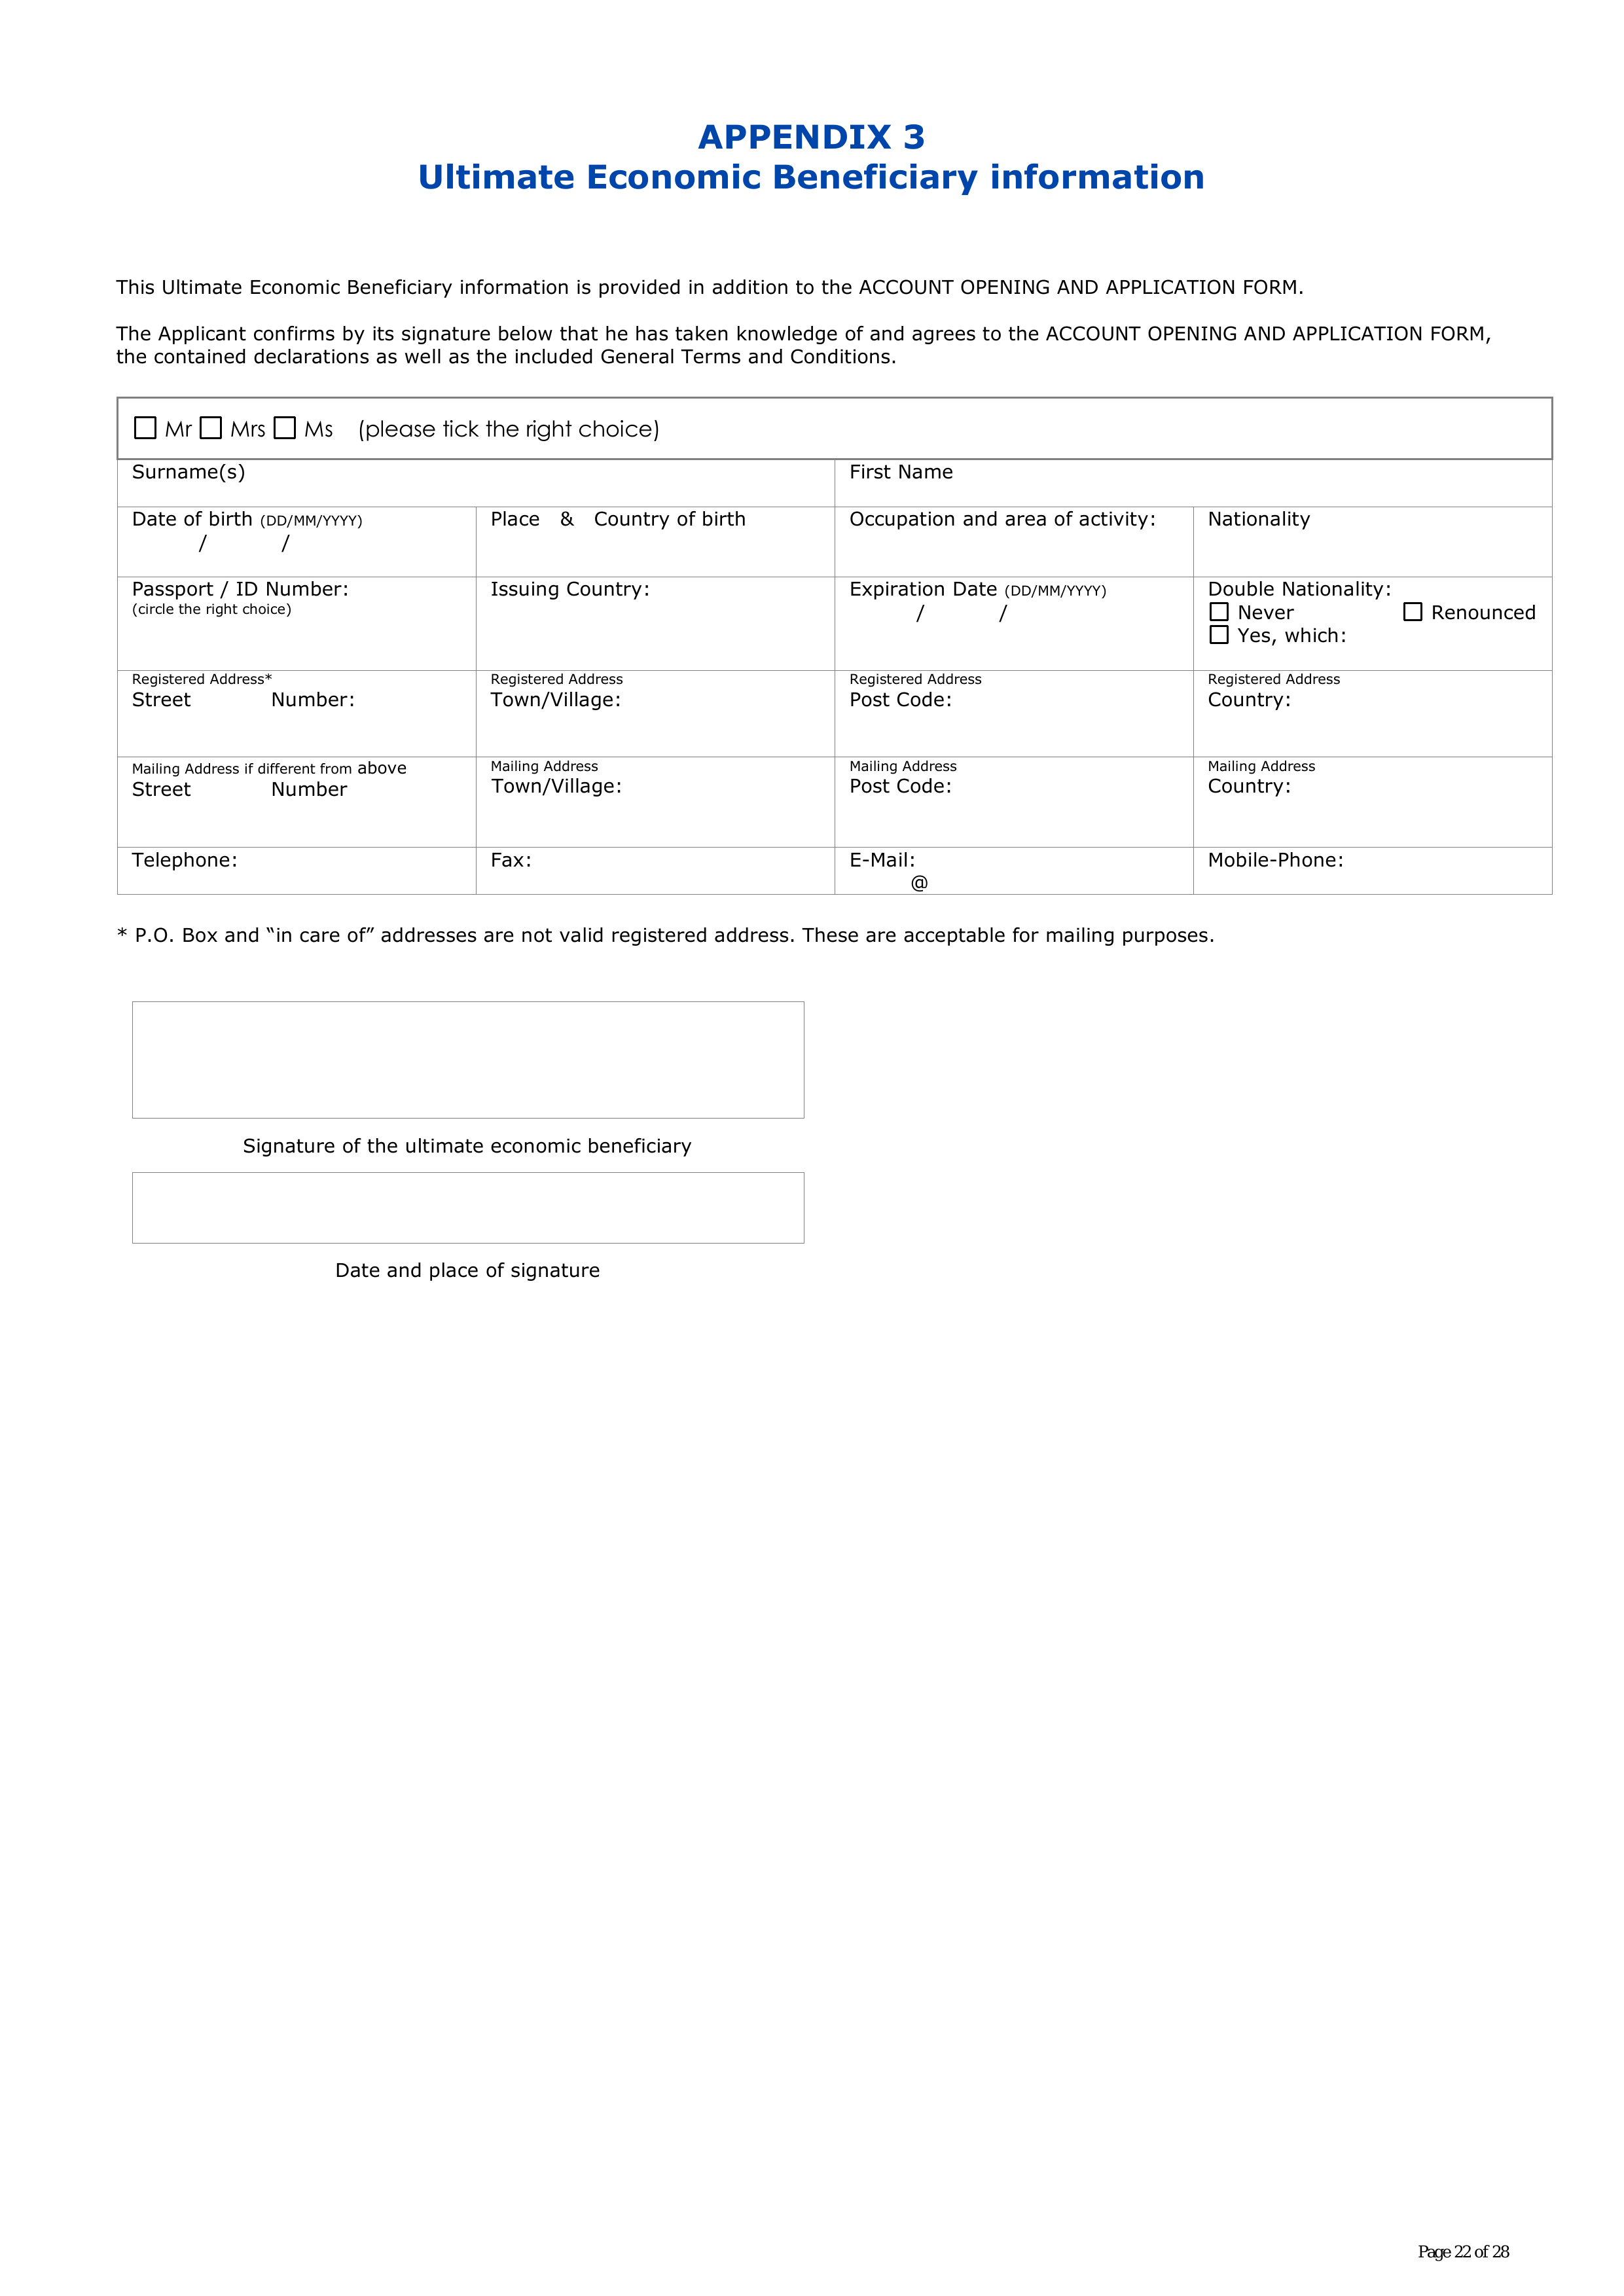 APPENDIX 3
Ultimate Economic Beneficiary information
This Ultimate Economic Beneficiary information is provided in addition to the ACCOUNT OPENING AND APPLICATION FORM.
The Applicant confirms by its signature below that he has taken knowledge of and agrees to the ACCOUNT OPENING AND APPLICATION FORM,
the contained declarations as well as the included General Terms and Conditions.
☐ Mr ☐ Mrs ☐ Ms (please tick the right choice)
Surname(s)
First Name
Date of birth (DD/MM/YYYY)
/ /
Place & Country of birth
Occupation and area of activity:
Nationality
Passport / ID Number:
(circle the right choice)
Issuing Country:
Expiration Date (DD/MM/YYYY)
/ /
Double Nationality:
☐ Never ☐ Renounced
☐ Yes, which:
Registered Address*
Street Number:
Registered Address
Town/Village:
Registered Address
Post Code:
Registered Address
Country:
Mailing Address if different from above
Street Number
Mailing Address
Town/Village:
Mailing Address
Post Code:
Mailing Address
Country:
Telephone:
Fax:
E-Mail:
@
Mobile-Phone:
* P.O. Box and “in care of” addresses are not valid registered address. These are acceptable for mailing purposes.
Signature of the ultimate economic beneficiary
Date and place of signature
Page 22 of 28